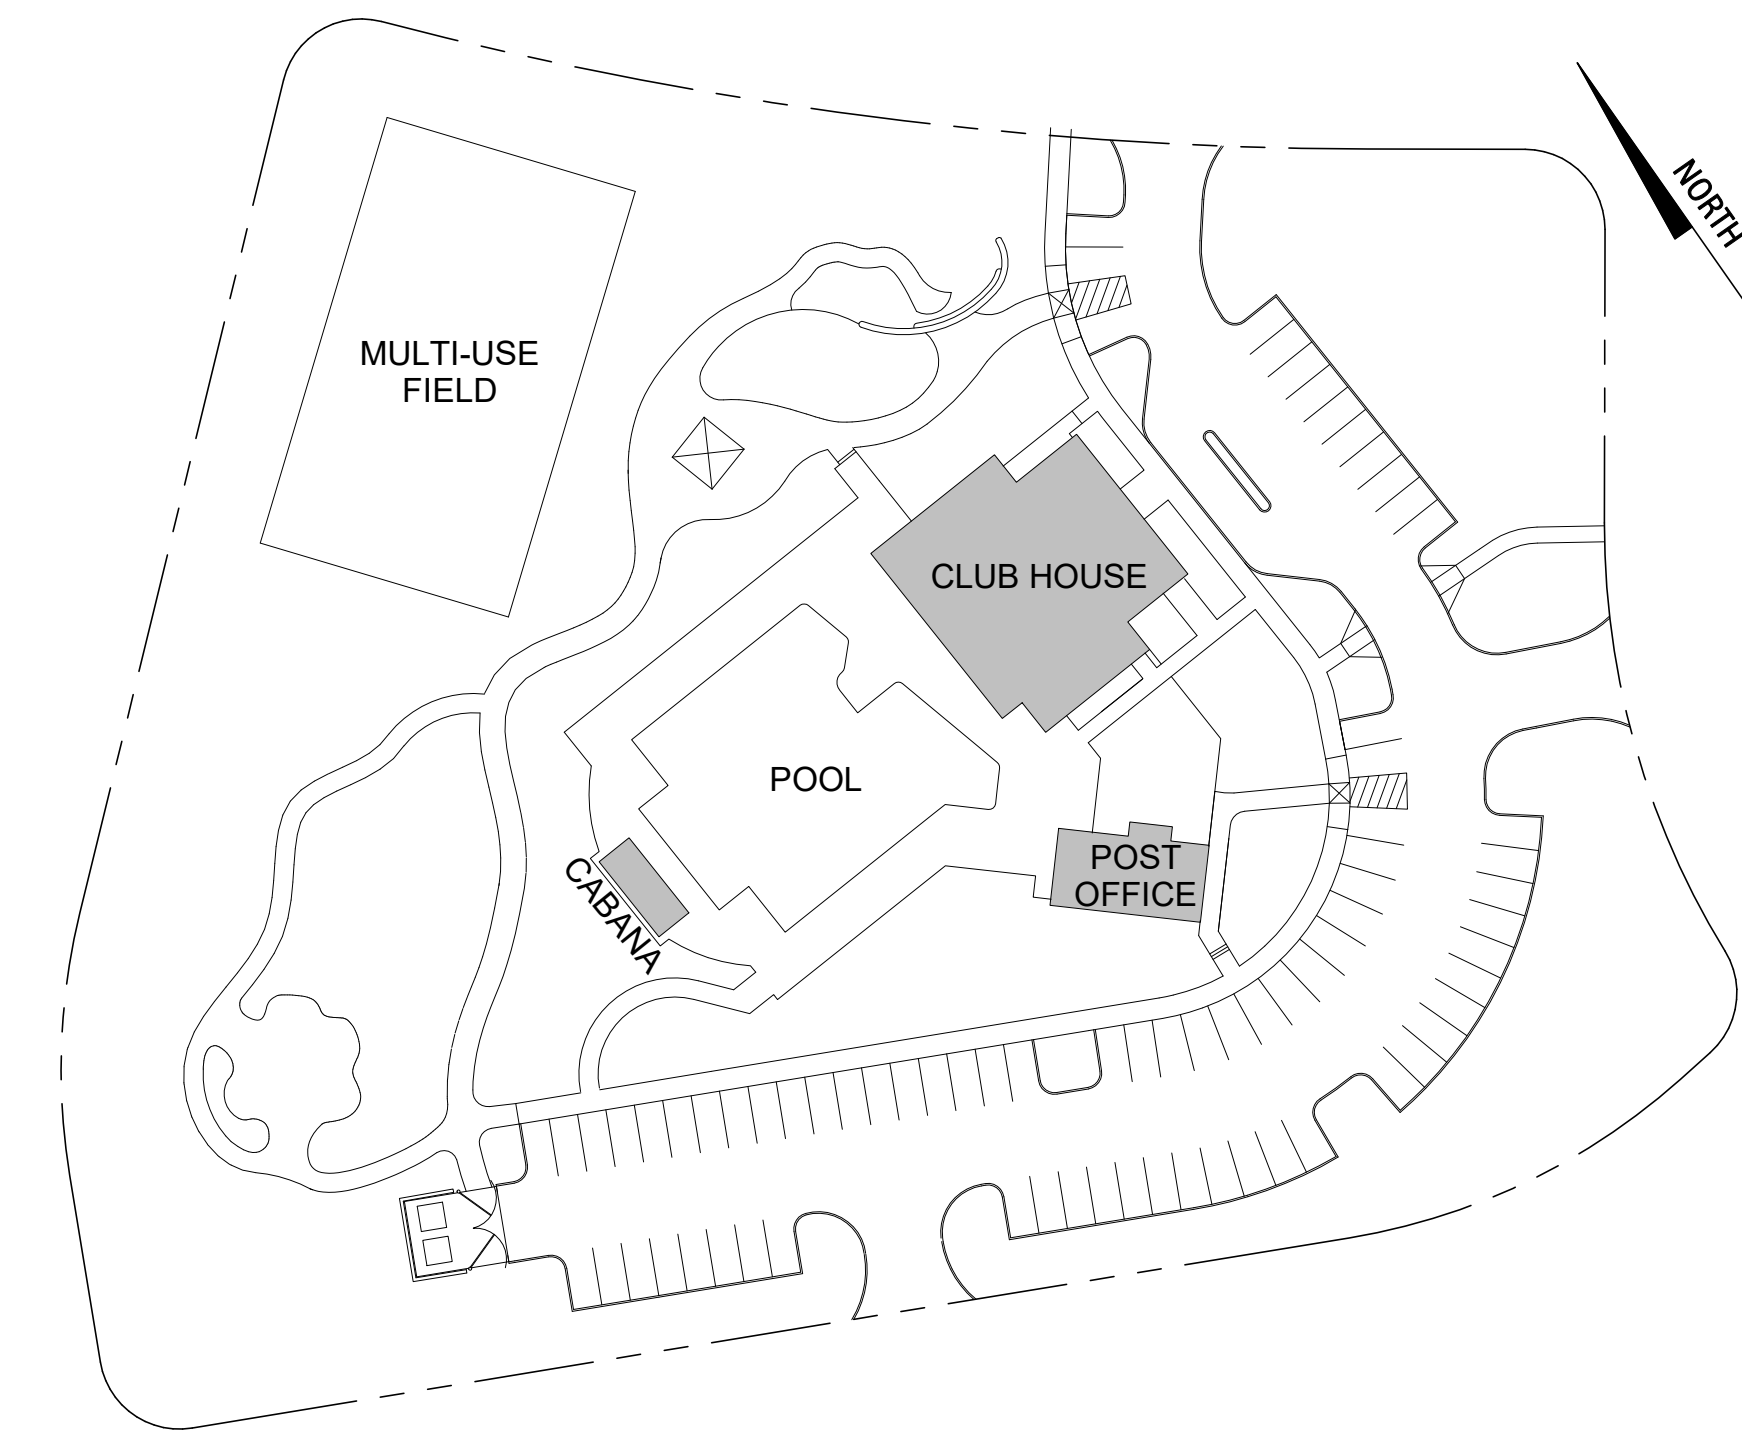 NORTH
MULTI-USE
FIELD
CLUB HOUSE
POOL
POST
OFFICE
CABANA